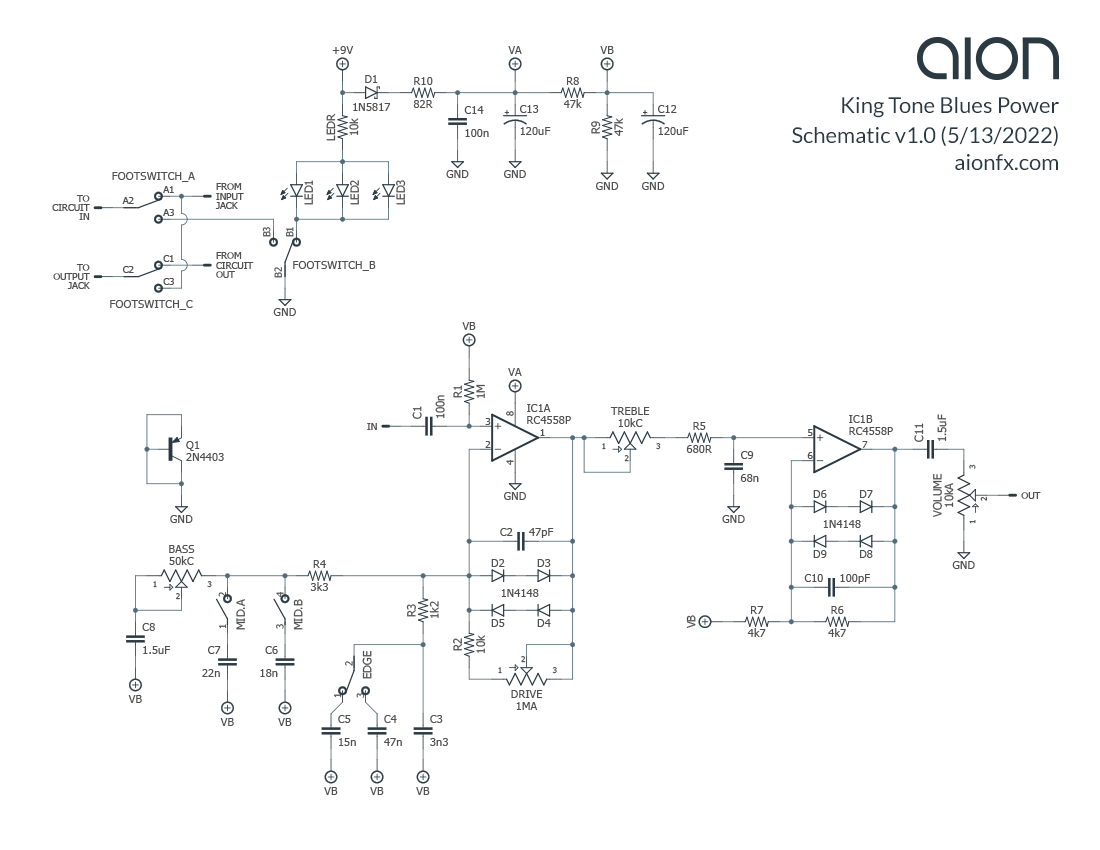 aion
King Tone Blues Power
Schematic v1.0 (5/13/2022)
aionfx.com
+9V
VA
VB
D1
1N5817
R10
82R
R8
47k
LEDR
10k
C14
100n
C13
120uF
R9
47k
C12
120uF
GND
GND
GND
GND
FOOTSWITCH_A
A1
FROM
INPUT
JACK
TO
CIRCUIT
IN
A2
A3
LED1
LED2
LED3
B3
B1
B2
FOOTSWITCH_B
GND
C1
FROM
CIRCUIT
OUT
TO
OUTPUT
JACK
C2
C3
FOOTSWITCH_C
VB
R1
1M
VA
IN
C1
100n
IC1A
RC4558P
3
2
8
4
1
+
−
GND
TREBLE
10kC
1
2
3
R5
680R
C9
68n
GND
IC1B
RC4558P
5
6
7
+
−
C11
1.5uF
VOLUME
10kA
3
2
1
OUT
GND
Q1
2N4403
GND
D6
D7
1N4148
D9
D8
C10
100pF
VB
R7
4k7
R6
4k7
C2
47pF
D2
D3
1N4148
D5
D4
BASS
50kC
1
2
3
R4
3k3
R3
1k2
R2
10k
MID.A
2
1
MID.B
4
3
C8
1.5uF
VB
C7
22n
VB
C6
18n
VB
EDGE
2
1
3
DRIVE
1MA
1
2
3
C5
15n
VB
C4
47n
VB
C3
3n3
VB